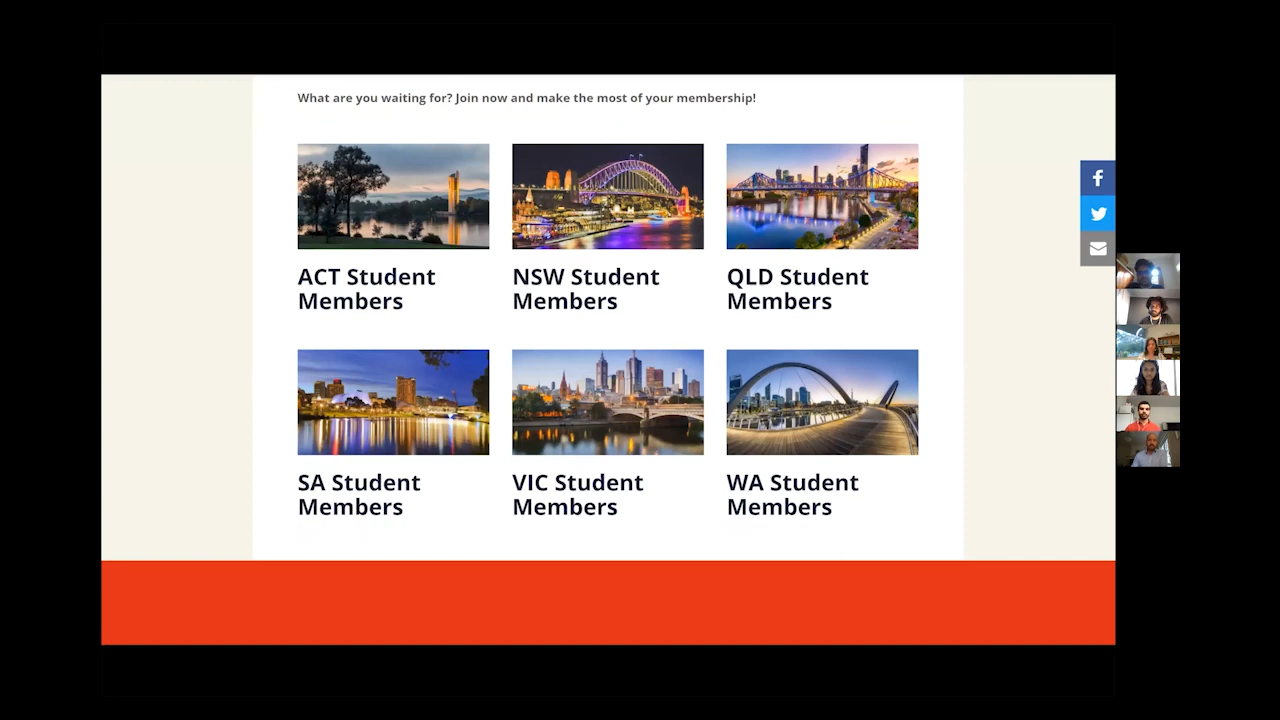 What are you waiting for? Join now and make the most of your membership!
ACT Student
Members
NSW Student
Members
QLD Student
Members
SA Student
Members
VIC Student
Members
WA Student
Members